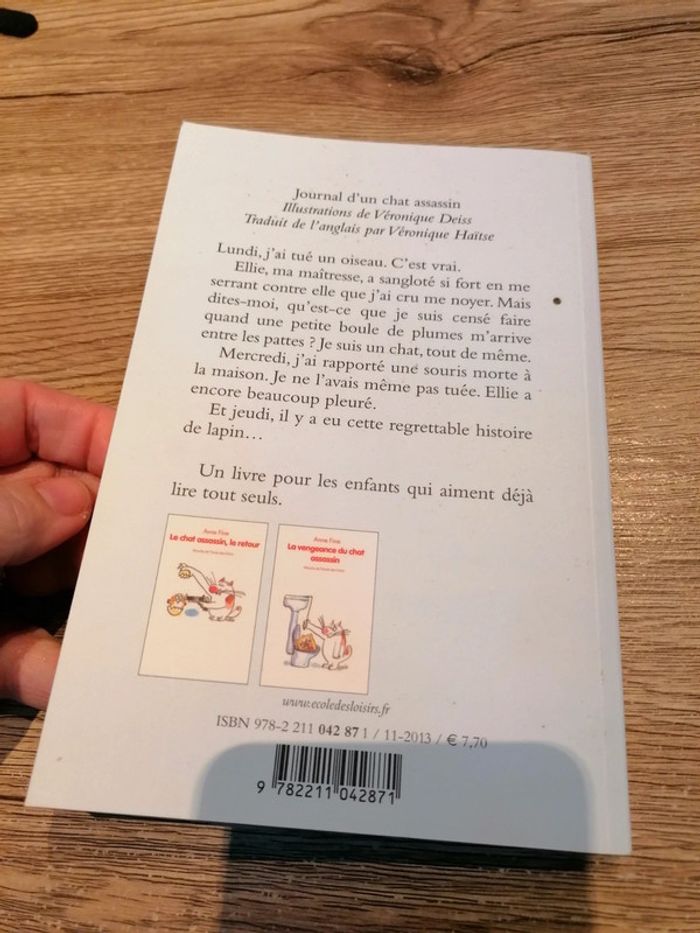 Journal d'un chat assassin
Illustrations de Véronique Deiss
Traduit de l'anglais par Véronique Haïtse
Lundi, j'ai tué un oiseau. C'est vrai.
Ellie, ma maîtresse, a sangloté si fort en me
serrant contre elle que j'ai cru me noyer. Mais
dites-moi, qu'est-ce que je suis censé faire
quand une petite boule de plumes m'arrive
entre les pattes ? Je suis un chat, tout de même.
Mercredi, j'ai rapporté une souris morte à
la maison. Je ne l'avais même pas tuée. Ellie a
encore beaucoup pleuré.
Et jeudi, il y a eu cette regrettable histoire
de lapin…
Un livre pour les enfants qui aiment déjà
lire tout seuls.
Anne Fine
Le chat assassin, le retour
Anne Fine
La vengeance du chat
assassin
www.ecoledesloisirs.fr
ISBN 978-2 211 042 87 1 / 11-2013 / € 7,70
9 782211 042871